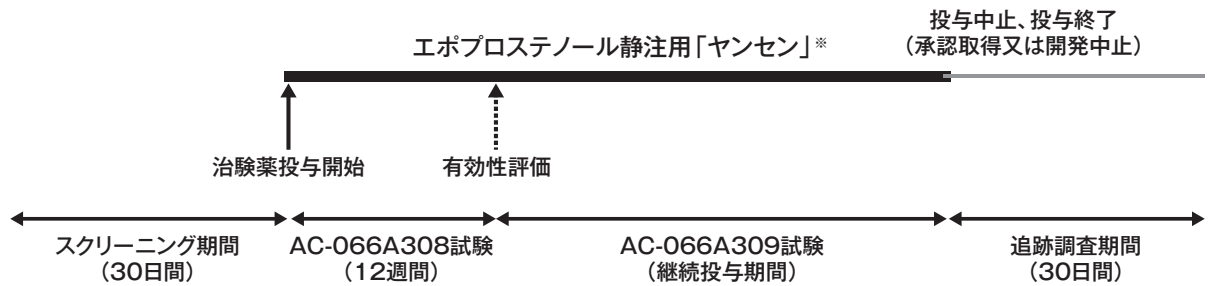 投与中止、投与終了
(承認取得又は開発中止)
エポプロステノール静注用「ヤンセン」※
治験薬投与開始
有効性評価
スクリーニング期間
(30日間)
AC-066A308試験
(12週間)
AC-066A309試験
(継続投与期間)
追跡調査期間
(30日間)